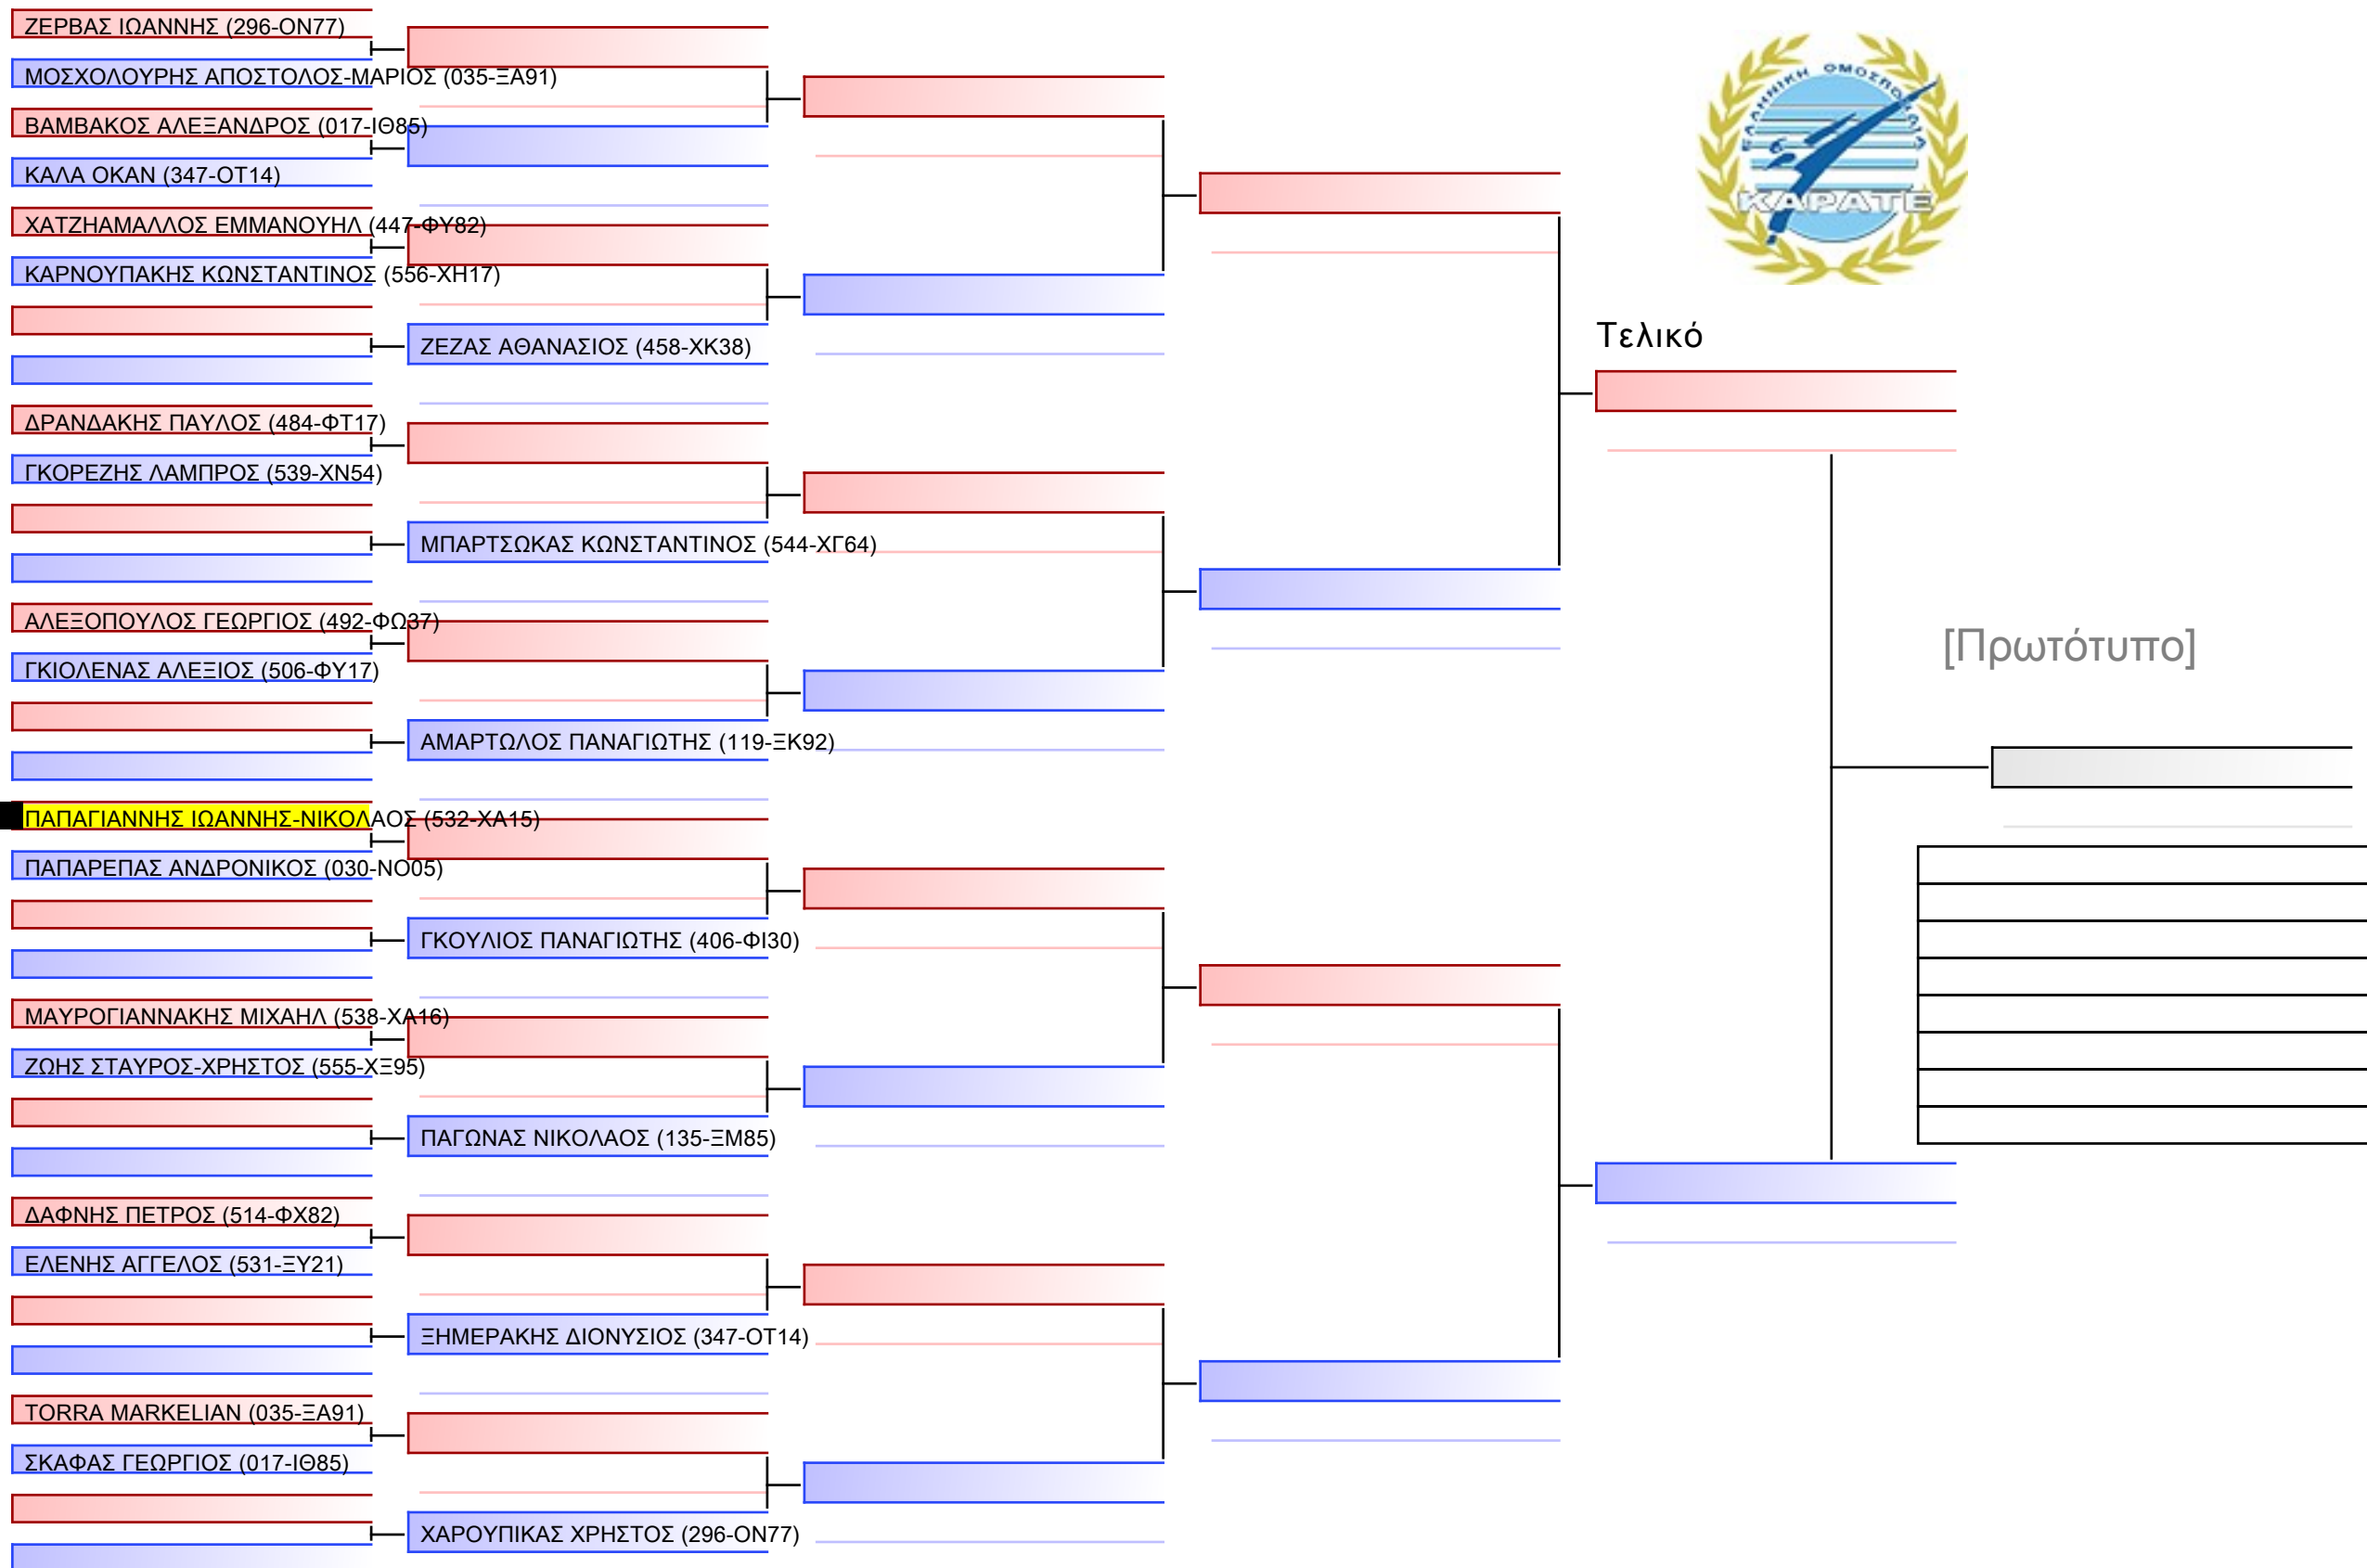 ΖΕΡΒΑΣ ΙΩΑΝΝΗΣ (296-ΟΝ77)
ΜΟΣΧΟΛΟΥΡΗΣ ΑΠΟΣΤΟΛΟΣ-ΜΑΡΙΟΣ (035-ΞΑ91)
ΒΑΜΒΑΚΟΣ ΑΛΕΞΑΝΔΡΟΣ (017-ΙΘ85)
ΚΑΛΑ ΟΚΑΝ (347-ΟΤ14)
ΧΑΤΖΗΑΜΑΛΛΟΣ ΕΜΜΑΝΟΥΗΛ (447-ΦΥ82)
ΚΑΡΝΟΥΠΑΚΗΣ ΚΩΝΣΤΑΝΤΙΝΟΣ (556-ΧΗ17)
ΖΕΖΑΣ ΑΘΑΝΑΣΙΟΣ (458-ΧΚ38)
ΔΡΑΝΔΑΚΗΣ ΠΑΥΛΟΣ (484-ΦΤ17)
ΓΚΟΡΕΖΗΣ ΛΑΜΠΡΟΣ (539-ΧΝ54)
ΜΠΑΡΤΣΩΚΑΣ ΚΩΝΣΤΑΝΤΙΝΟΣ (544-ΧΓ64)
ΑΛΕΞΟΠΟΥΛΟΣ ΓΕΩΡΓΙΟΣ (492-ΦΩ37)
ΓΚΙΟΛΕΝΑΣ ΑΛΕΞΙΟΣ (506-ΦΥ17)
ΑΜΑΡΤΩΛΟΣ ΠΑΝΑΓΙΩΤΗΣ (119-ΞΚ92)
ΠΑΠΑΓΙΑΝΝΗΣ ΙΩΑΝΝΗΣ-ΝΙΚΟΛΑΟΣ (532-ΧΑ15)
ΠΑΠΑΡΕΠΑΣ ΑΝΔΡΟΝΙΚΟΣ (030-ΝΟ05)
ΓΚΟΥΛΙΟΣ ΠΑΝΑΓΙΩΤΗΣ (406-ΦΙ30)
ΜΑΥΡΟΓΙΑΝΝΑΚΗΣ ΜΙΧΑΗΛ (538-ΧΑ16)
ΖΩΗΣ ΣΤΑΥΡΟΣ-ΧΡΗΣΤΟΣ (555-ΧΞ95)
ΠΑΓΩΝΑΣ ΝΙΚΟΛΑΟΣ (135-ΞΜ85)
ΔΑΦΝΗΣ ΠΕΤΡΟΣ (514-ΦΧ82)
ΕΛΕΝΗΣ ΑΓΓΕΛΟΣ (531-ΞΥ21)
ΞΗΜΕΡΑΚΗΣ ΔΙΟΝΥΣΙΟΣ (347-ΟΤ14)
TORRA MARKELIAN (035-ΞΑ91)
ΣΚΑΦΑΣ ΓΕΩΡΓΙΟΣ (017-ΙΘ85)
ΧΑΡΟΥΠΙΚΑΣ ΧΡΗΣΤΟΣ (296-ΟΝ77)
ΕΛΛΗΝΙΚΗ ΟΜΟΣΠΟΝΔΙΑ
ΚΑΡΑΤΕ
Τελικό
[Πρωτότυπο]